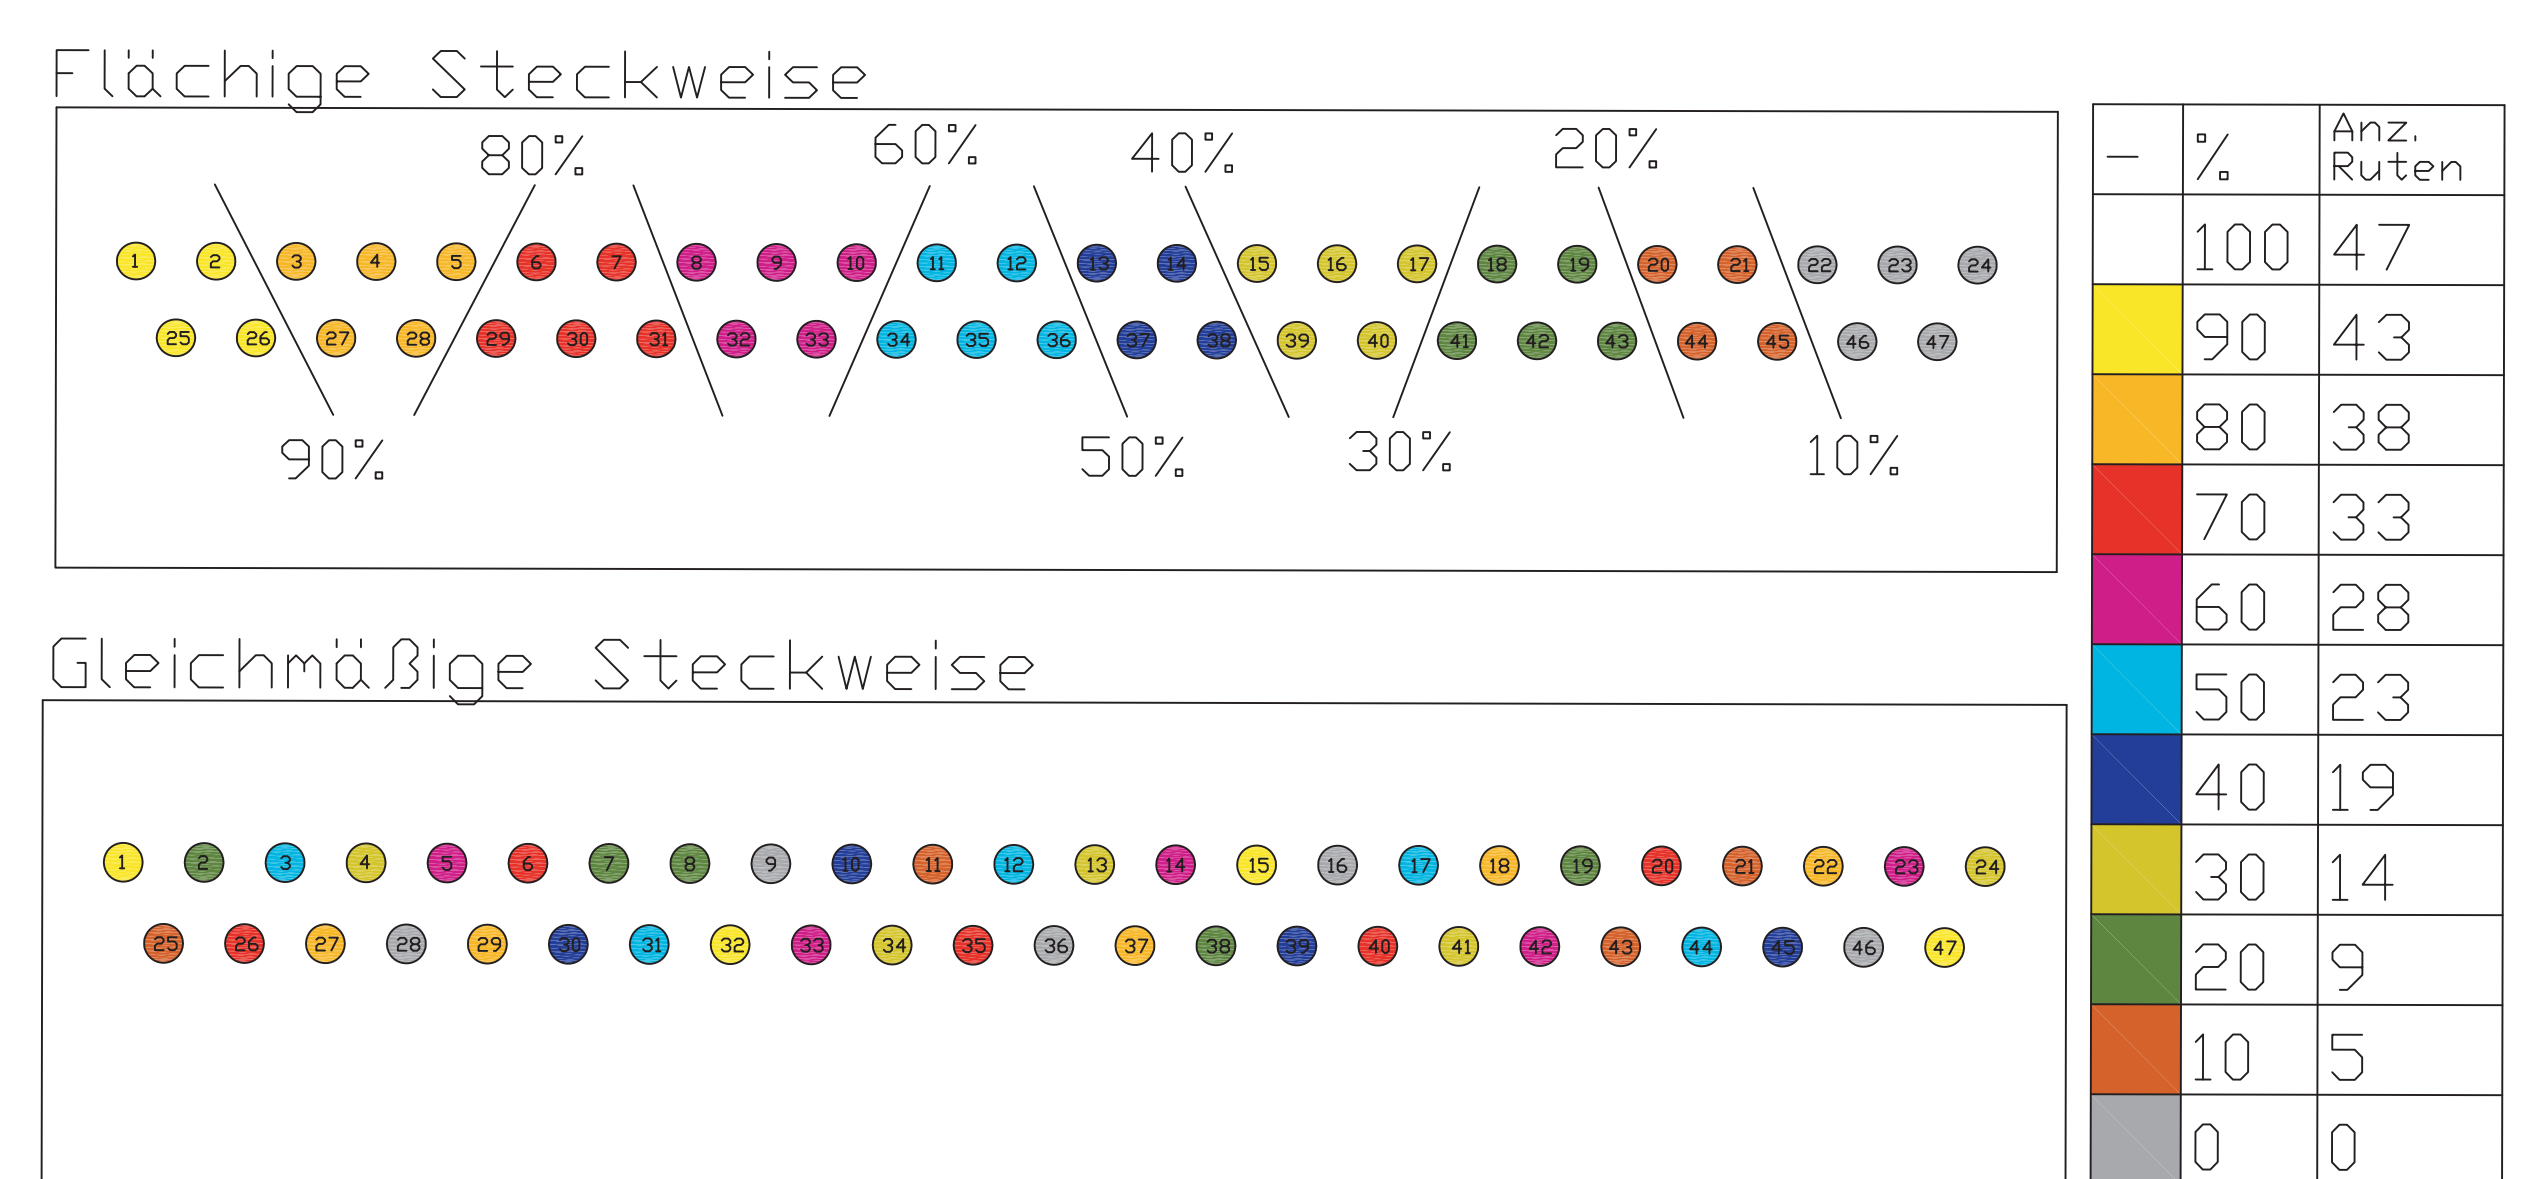 Flächige Steckweise
80% 60% 40% 20%
1 2 3 4 5 6 7 8 9 10 11 12 13 14 15 16 17 18 19 20 21 22 23 24
25 26 27 28 29 30 31 32 33 34 35 36 37 38 39 40 41 42 43 44 45 46 47
90% 50% 30% 10%
Gleichmäßige Steckweise
1 2 3 4 5 6 7 8 9 10 11 12 13 14 15 16 17 18 19 20 21 22 23 24
25 26 27 28 29 30 31 32 33 34 35 36 37 38 39 40 41 42 43 44 45 46 47
– % Anz.
Ruten
100 47
90 43
80 38
70 33
60 28
50 23
40 19
30 14
20 9
10 5
0 0